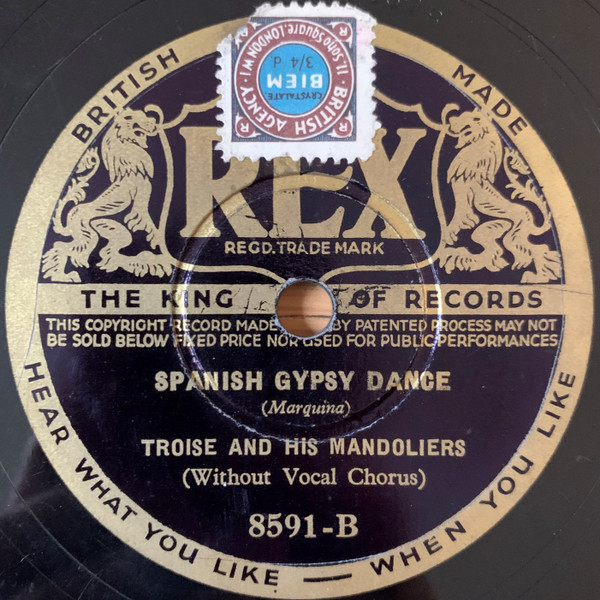 BRITISH MADE
11, Soho Square, LONDON W1
BRITISH AGENCY
BIEM
CRYSTALATE
3/4 d
REX
REGD. TRADE MARK
THE KING OF RECORDS
THIS COPYRIGHT RECORD MADE BY PATENTED PROCESS MAY NOT
BE SOLD BELOW FIXED PRICE NOR USED FOR PUBLIC PERFORMANCES
SPANISH GYPSY DANCE
(Marquina)
TROISE AND HIS MANDOLIERS
(Without Vocal Chorus)
8591-B
HEAR WHAT YOU LIKE — WHEN YOU LIKE